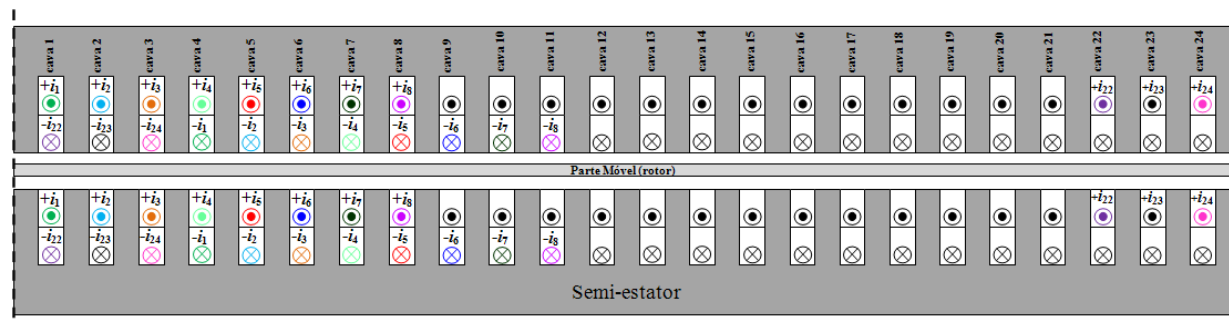 cava 1 cava 2 cava 3 cava 4 cava 5 cava 6 cava 7 cava 8 cava 9 cava 10 cava 11 cava 12 cava 13 cava 14 cava 15 cava 16 cava 17 cava 18 cava 19 cava 20 cava 21 cava 22 cava 23 cava 24
+i1 +i2 +i3 +i4 +i5 +i6 +i7 +i8 +i22 +i23 +i24
-i22 -i23 -i24 -i1 -i2 -i3 -i4 -i5 -i6 -i7 -i8
Parte Móvel (rotor)
+i1 +i2 +i3 +i4 +i5 +i6 +i7 +i8 +i22 +i23 +i24
-i22 -i23 -i24 -i1 -i2 -i3 -i4 -i5 -i6 -i7 -i8
Semi-estator